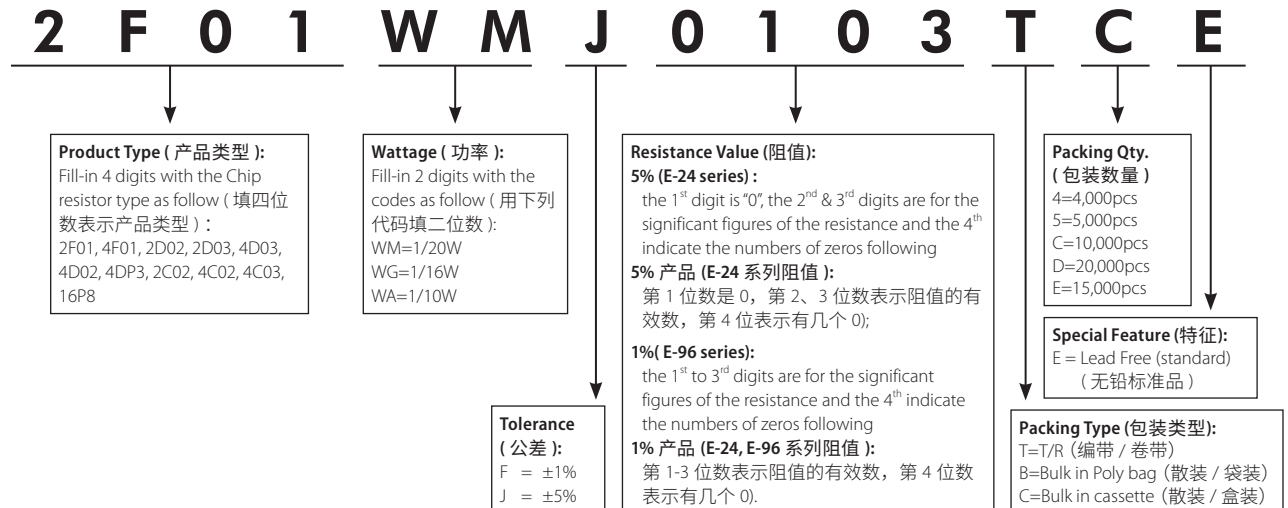 2 F 0 1 W M J 0 1 0 3 T C E
Product Type ( 产品类型 ):
Fill-in 4 digits with the Chip
resistor type as follow ( 填四位
数表示产品类型 ) :
2F01, 4F01, 2D02, 2D03, 4D03,
4D02, 4DP3, 2C02, 4C02, 4C03,
16P8
Wattage ( 功率 ):
Fill-in 2 digits with the
codes as follow ( 用下列
代码填二位数 ):
WM=1/20W
WG=1/16W
WA=1/10W
Tolerance
( 公差 ):
F = ±1%
J = ±5%
Resistance Value (阻值):
5% (E-24 series) :
the 1st digit is “0”, the 2nd & 3rd digits are for the
significant figures of the resistance and the 4th
indicate the numbers of zeros following
5% 产品 (E-24 系列阻值 ):
第 1 位数是 0，第 2、3 位数表示阻值的有
效数，第 4 位表示有几个 0);
1%( E-96 series):
the 1st to 3rd digits are for the significant
figures of the resistance and the 4th indicate
the numbers of zeros following
1% 产品 (E-24, E-96 系列阻值 ):
第 1-3 位数表示阻值的有效数，第 4 位数
表示有几个 0).
Packing Qty.
( 包装数量 )
4=4,000pcs
5=5,000pcs
C=10,000pcs
D=20,000pcs
E=15,000pcs
Special Feature (特征):
E = Lead Free (standard)
( 无铅标准品 )
Packing Type (包装类型):
T=T/R（编带 / 卷带）
B=Bulk in Poly bag（散装 / 袋装）
C=Bulk in cassette（散装 / 盒装）